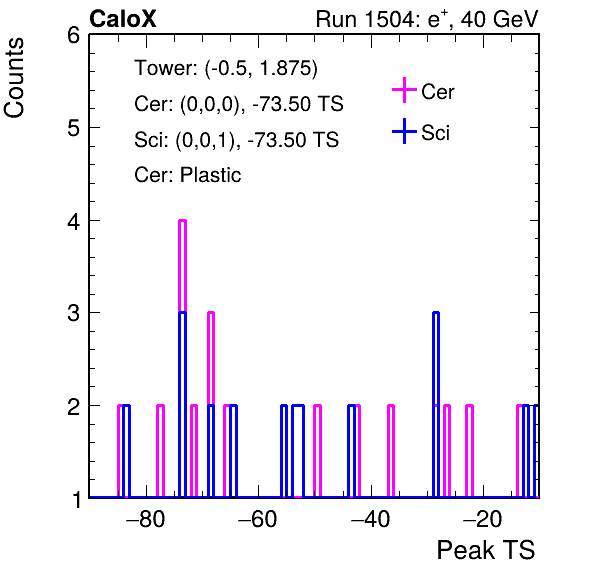 CaloX Run 1504: e⁺, 40 GeV
Counts
6
5
4
3
2
1
Tower: (-0.5, 1.875)
Cer: (0,0,0), -73.50 TS
Sci: (0,0,1), -73.50 TS
Cer: Plastic
Cer
Sci
−80 −60 −40 −20
Peak TS